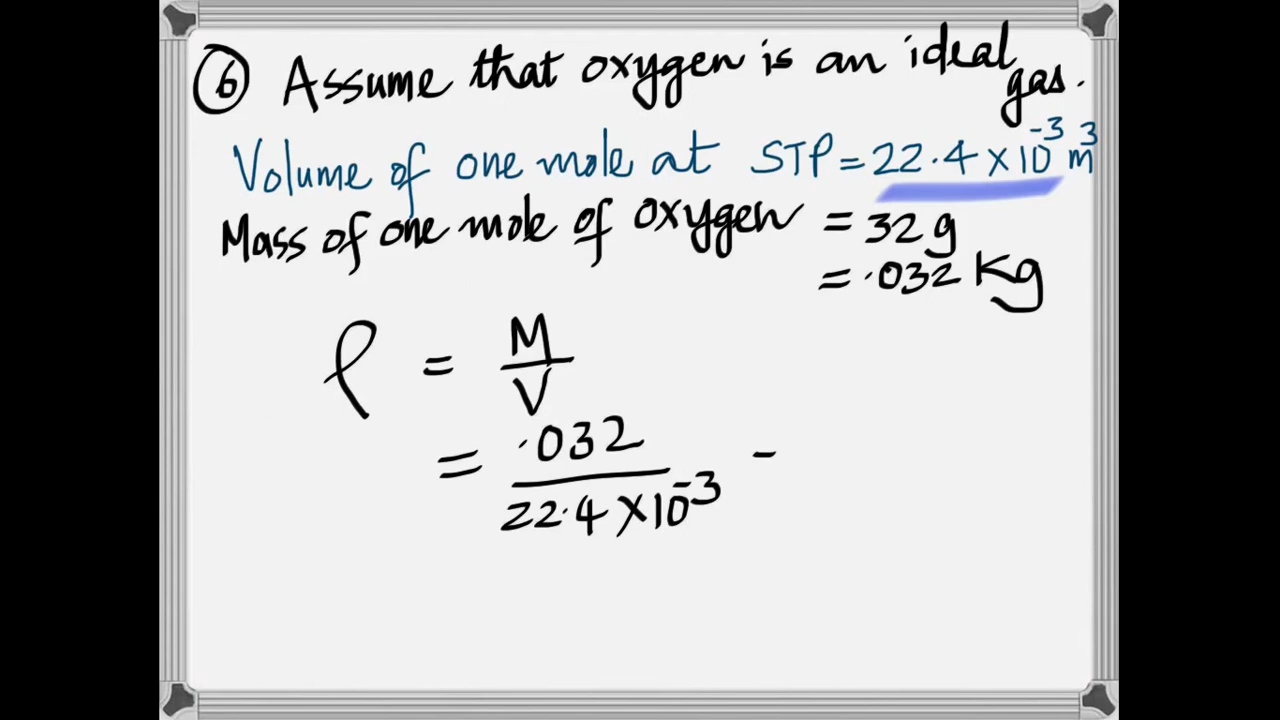 ⑥ Assume that oxygen is an ideal gas.
Volume of one mole at STP = 22.4 × 10⁻³ m³
Mass of one mole of oxygen = 32 g
= .032 Kg
ρ = M/V
= .032/22.4 × 10⁻³ -